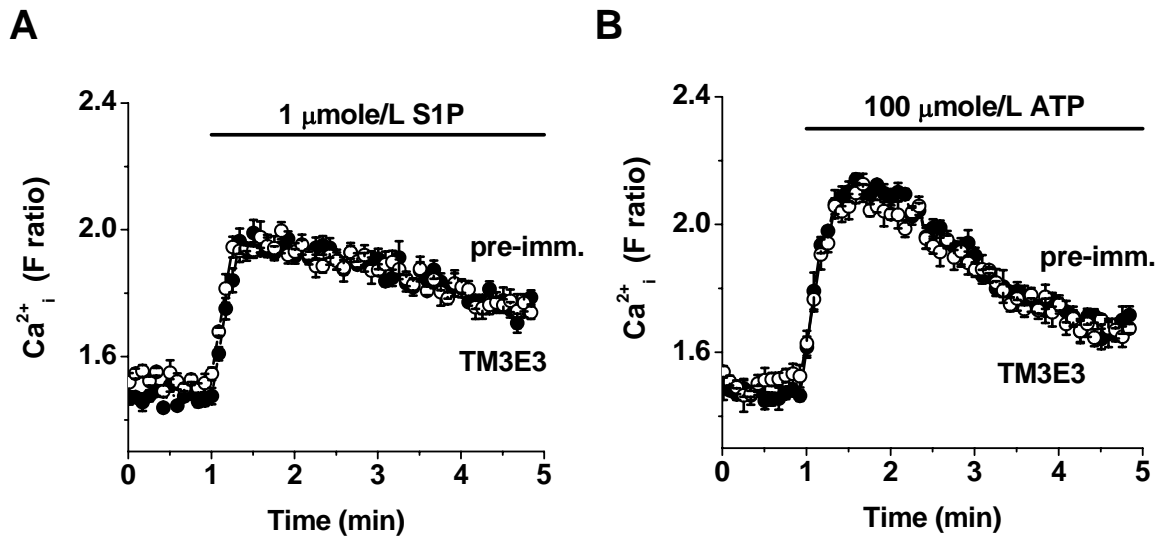 A
1 μmole/L S1P
2.4
2.0
1.6
Ca²⁺ᵢ (F ratio)
pre-imm.
TM3E3
0 1 2 3 4 5
Time (min)
B
100 μmole/L ATP
2.4
2.0
1.6
Ca²⁺ᵢ (F ratio)
pre-imm.
TM3E3
0 1 2 3 4 5
Time (min)